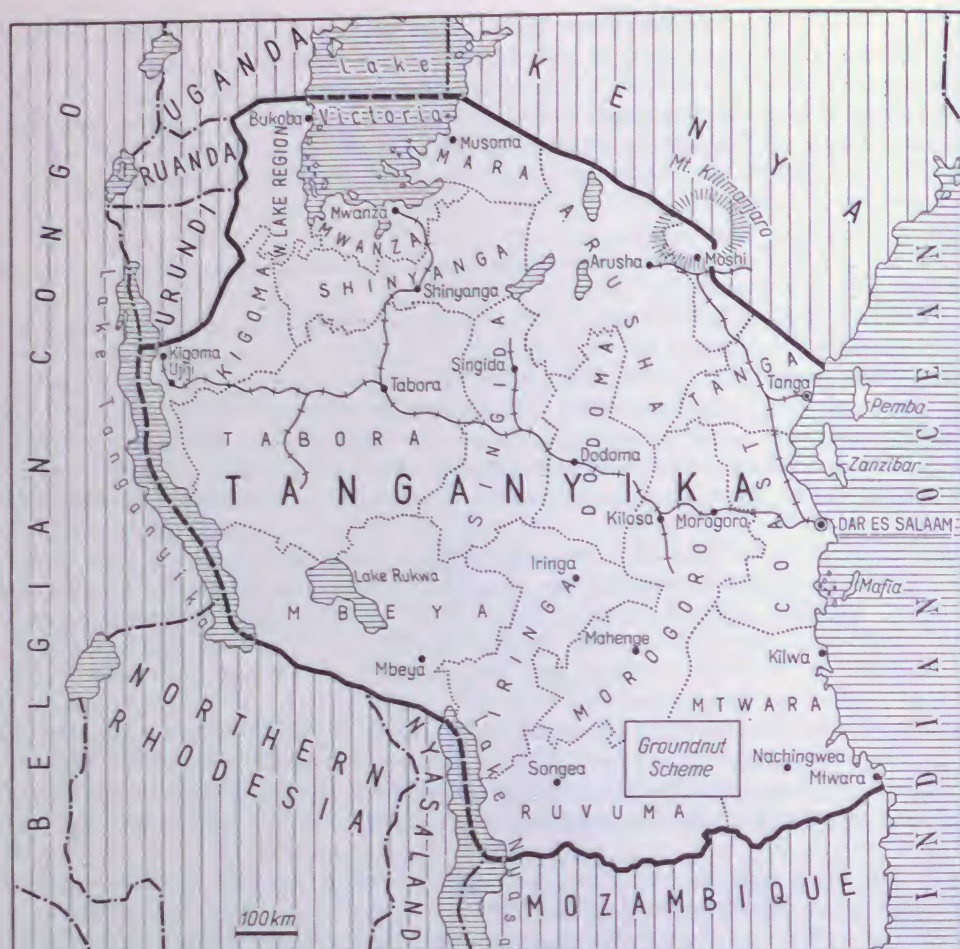 UGANDA
Lake
Victoria
KENYA
BELGIAN CONGO
Bukoba
Musoma
RUANDA
W LAKE REGION
MARA
Mt. Kilimanjaro
URUNDI
Mwanza
MWANZA
ARUSHA
Arusha
Moshi
SHINYANGA
Shinyanga
KIGOMA
Lake Tanganyika
Kigoma
Ujiji
Tabora
Singida
SINGIDA
DODOMA
TANGA
Tanga
Pemba
TABORA
Dodoma
Zanzibar
TANGANYIKA
Kilosa
Morogoro
DAR ES SALAAM
INDIAN OCEAN
COAST
Lake Rukwa
Iringa
Mafia
MBEYA
IRINGA
MOROGORO
Mahenge
Mbeya
Kilwa
NORTHERN
RHODESIA
MTWARA
Groundnut
Scheme
Nachingwea
Mtwara
Songea
RUVUMA
NYASALAND
Lake Nyasa
MOZAMBIQUE
100km